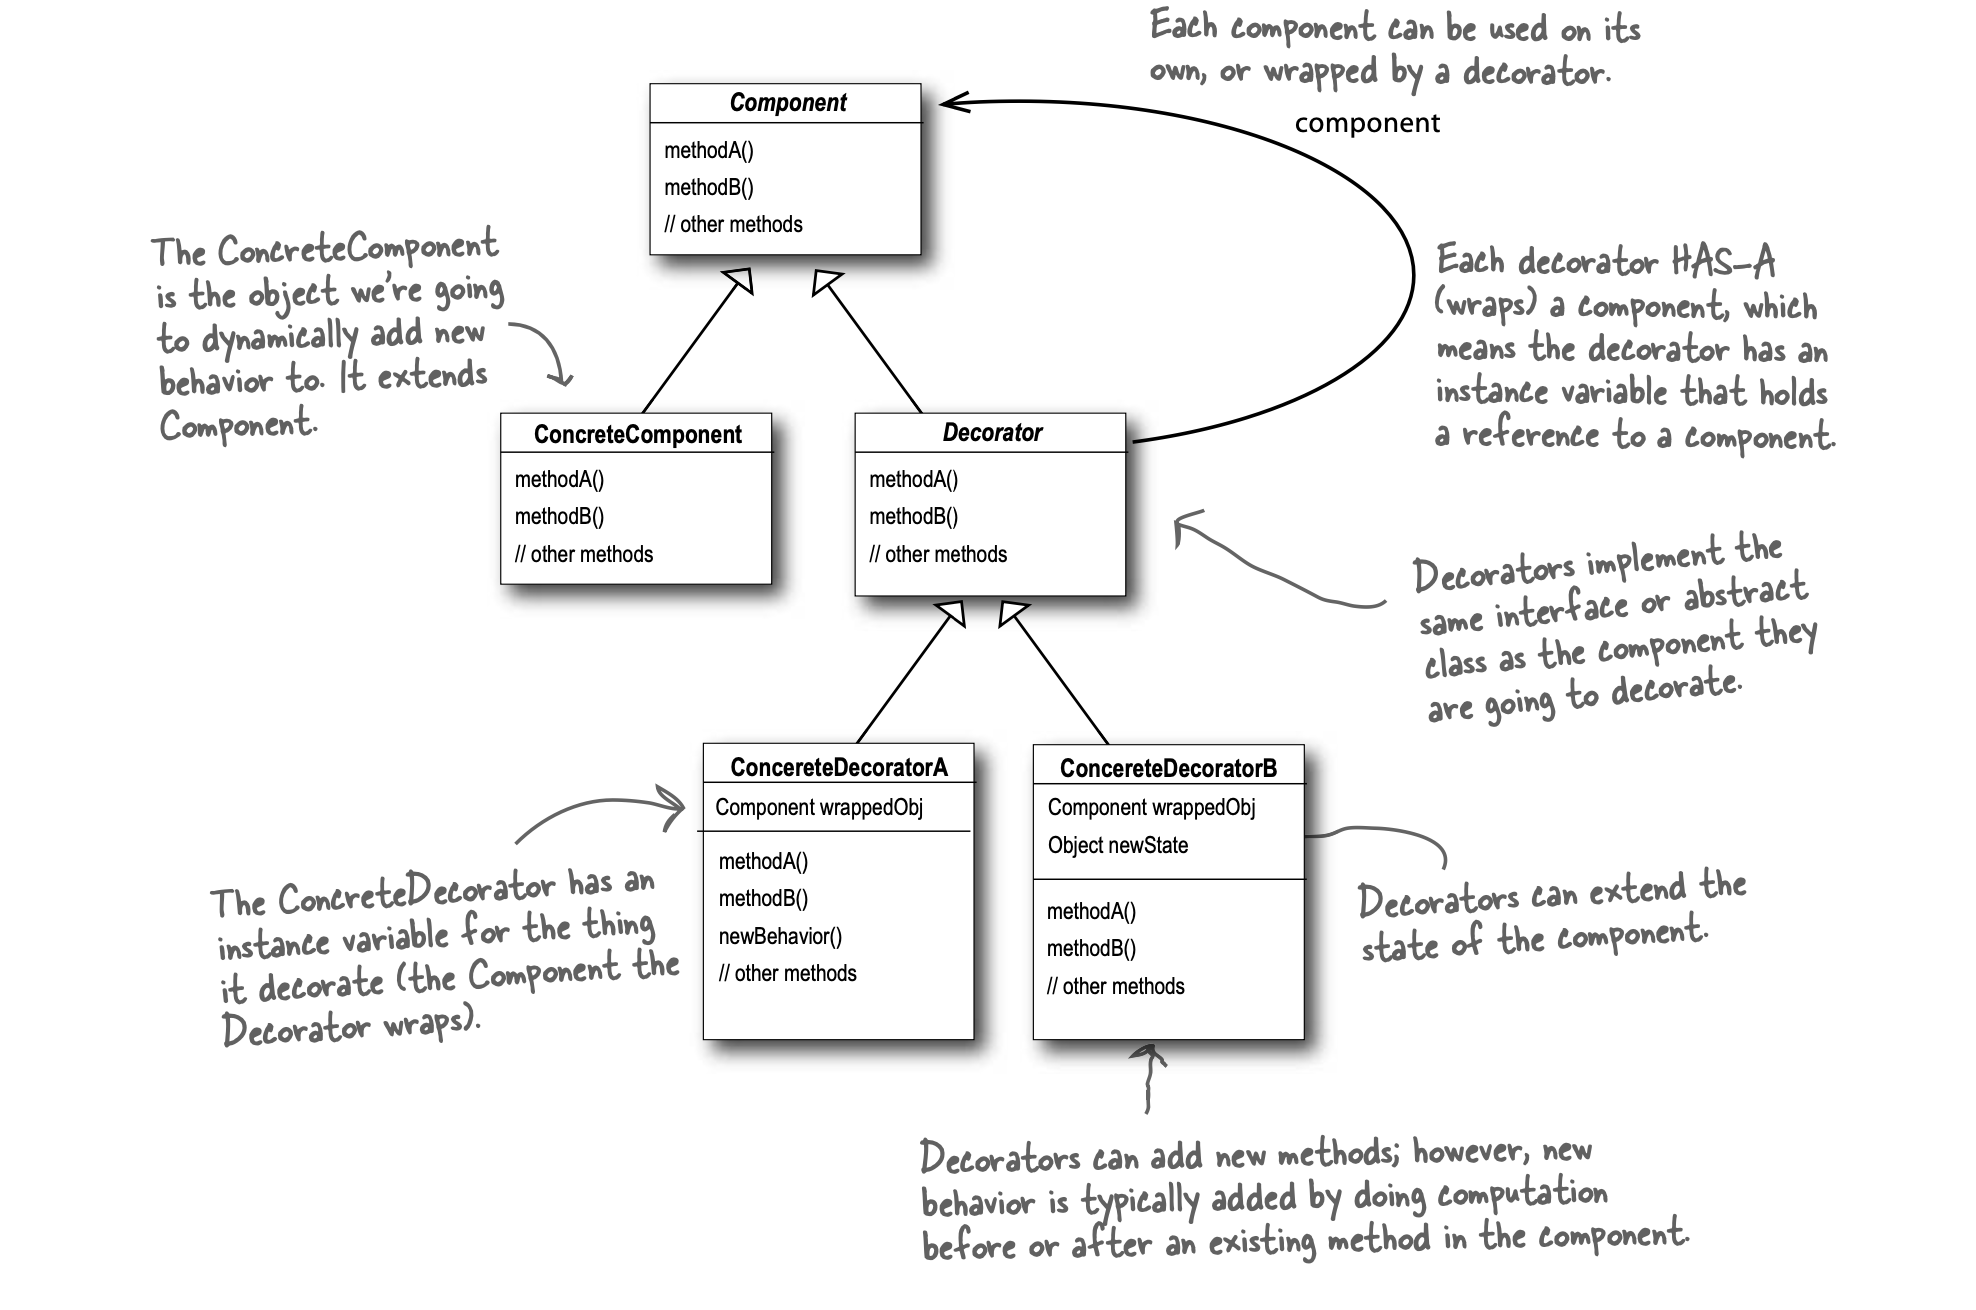 Each component can be used on its
own, or wrapped by a decorator.
component
Component
methodA()
methodB()
// other methods
The ConcreteComponent
is the object we're going
to dynamically add new
behavior to. It extends
Component.
Each decorator HAS-A
(wraps) a component, which
means the decorator has an
instance variable that holds
a reference to a component.
ConcreteComponent
methodA()
methodB()
// other methods
Decorator
methodA()
methodB()
// other methods
Decorators implement the
same interface or abstract
class as the component they
are going to decorate.
ConcereteDecoratorA
Component wrappedObj
methodA()
methodB()
newBehavior()
// other methods
ConcereteDecoratorB
Component wrappedObj
Object newState
methodA()
methodB()
// other methods
The ConcreteDecorator has an
instance variable for the thing
it decorate (the Component the
Decorator wraps).
Decorators can extend the
state of the component.
Decorators can add new methods; however, new
behavior is typically added by doing computation
before or after an existing method in the component.